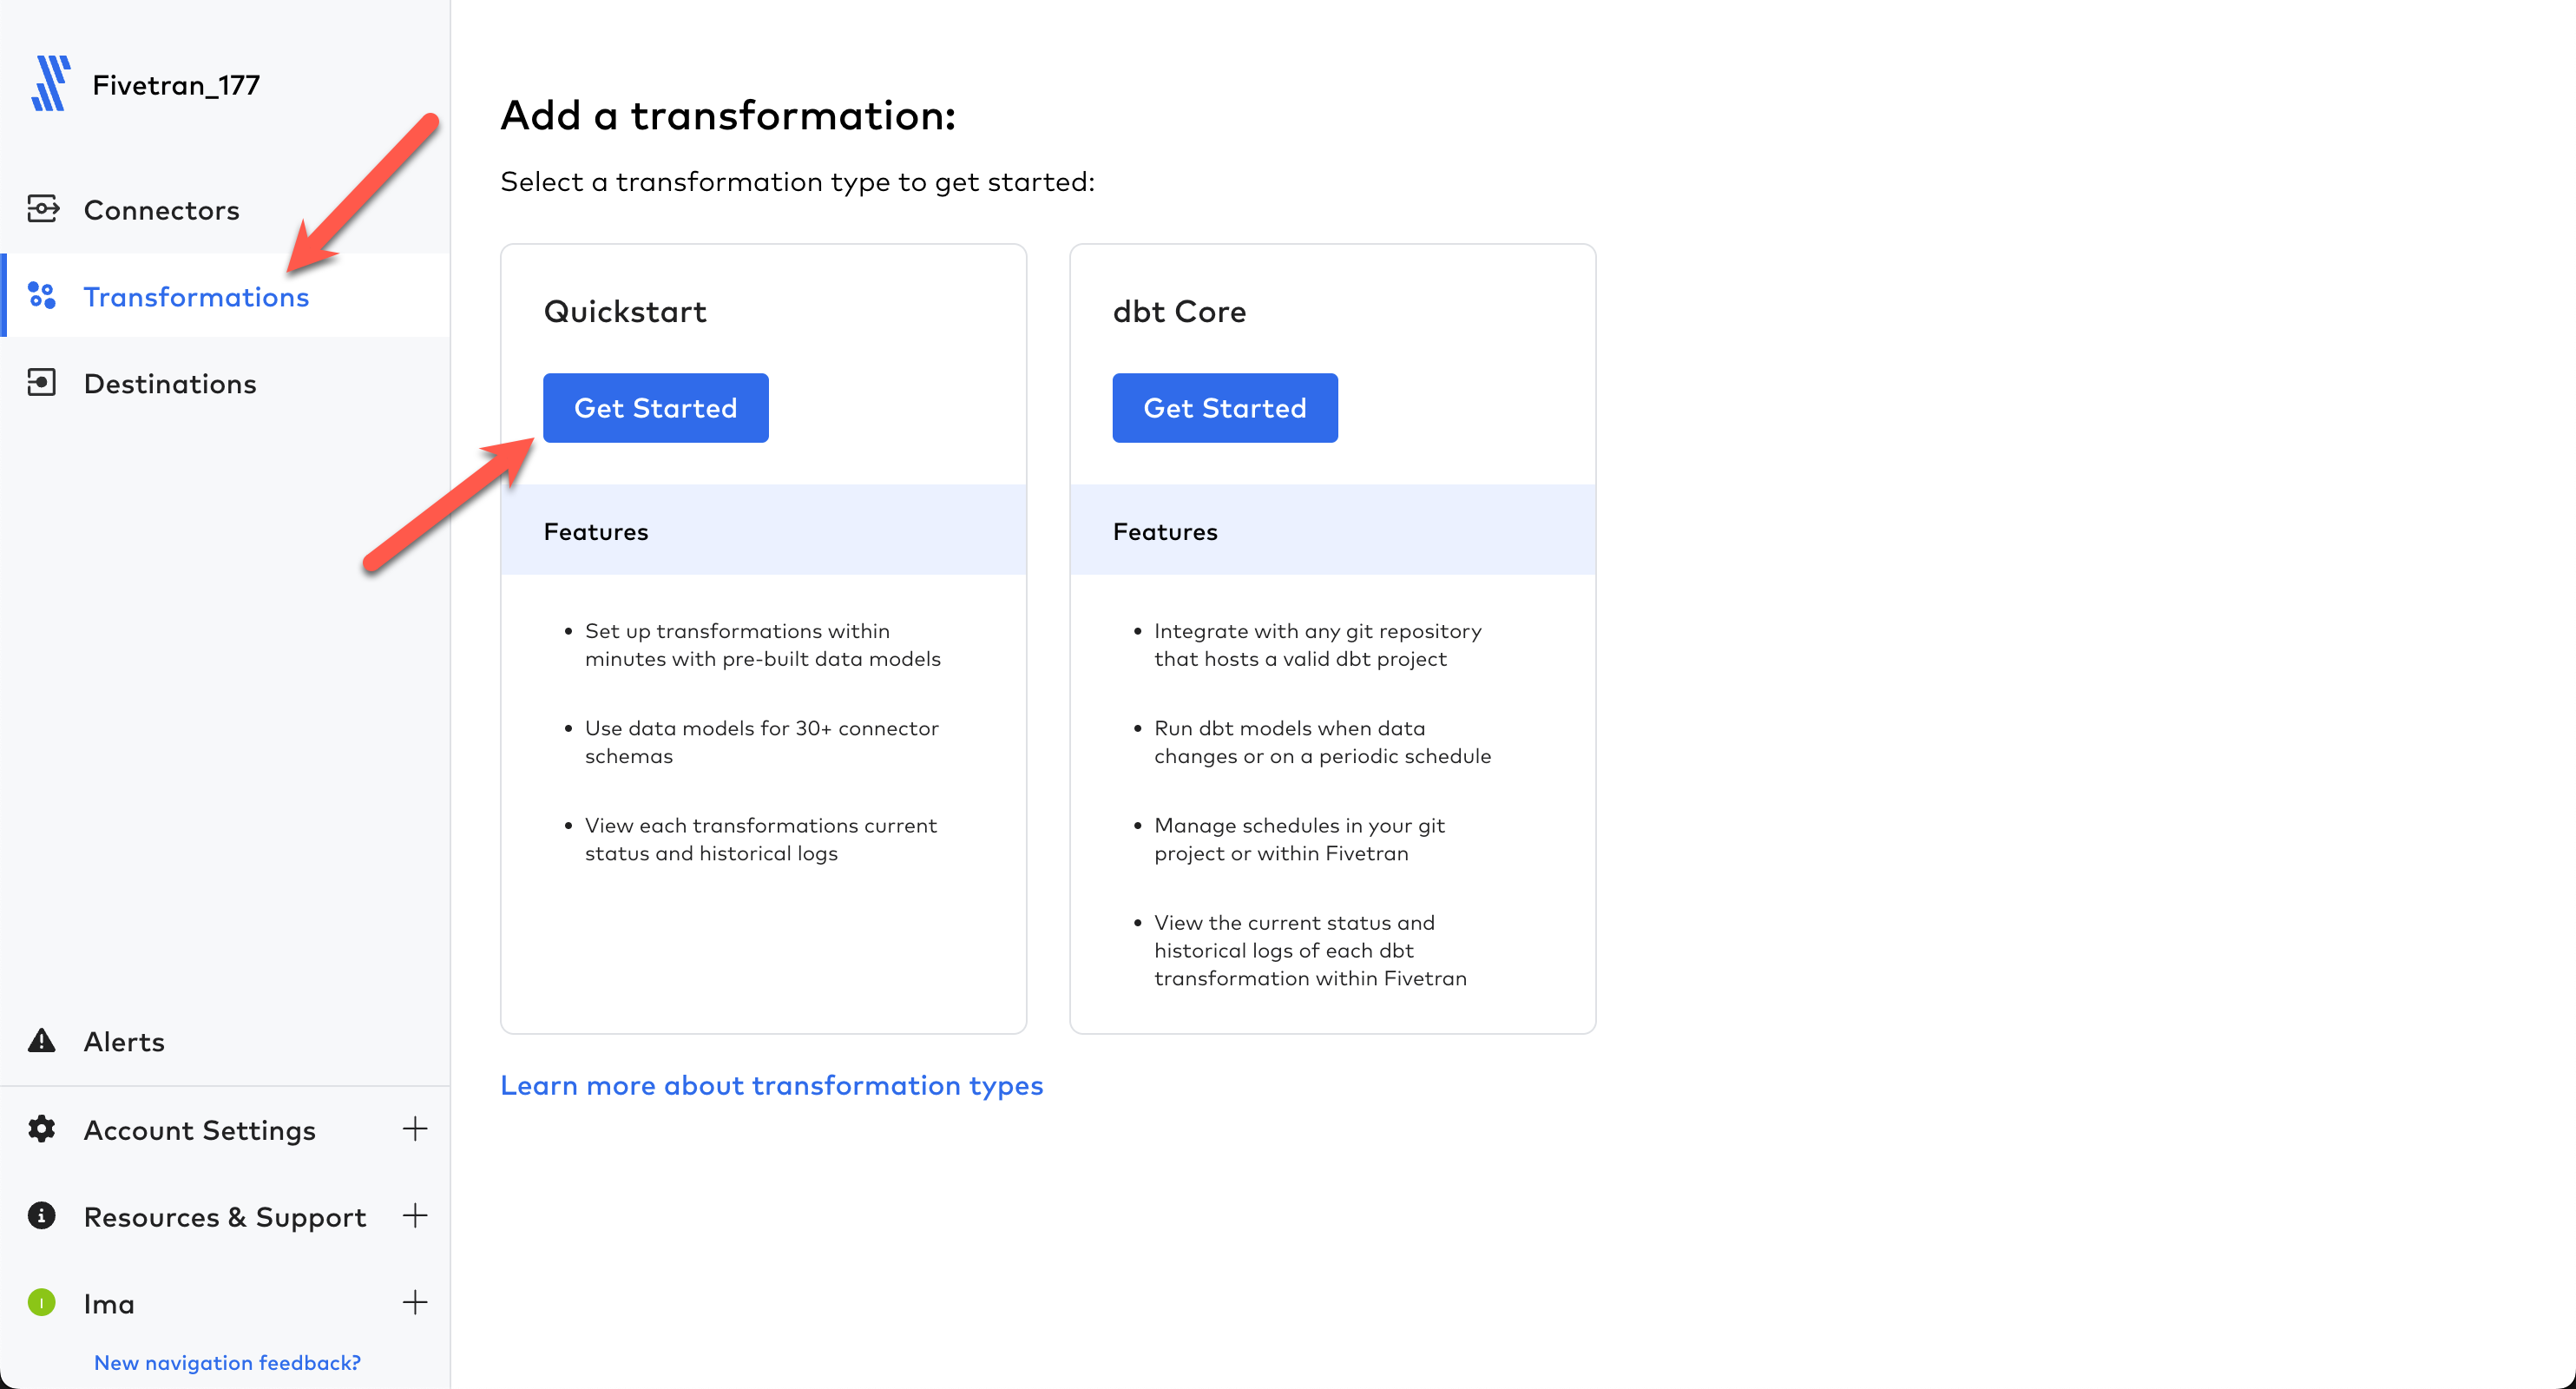 Fivetran_177
Connectors
Transformations
Destinations
Alerts
Account Settings
Resources & Support
I
Ima
New navigation feedback?
Add a transformation:
Select a transformation type to get started:
Quickstart
Get Started
Features
Set up transformations within
minutes with pre-built data models
Use data models for 30+ connector
schemas
View each transformations current
status and historical logs
dbt Core
Get Started
Features
Integrate with any git repository
that hosts a valid dbt project
Run dbt models when data
changes or on a periodic schedule
Manage schedules in your git
project or within Fivetran
View the current status and
historical logs of each dbt
transformation within Fivetran
Learn more about transformation types